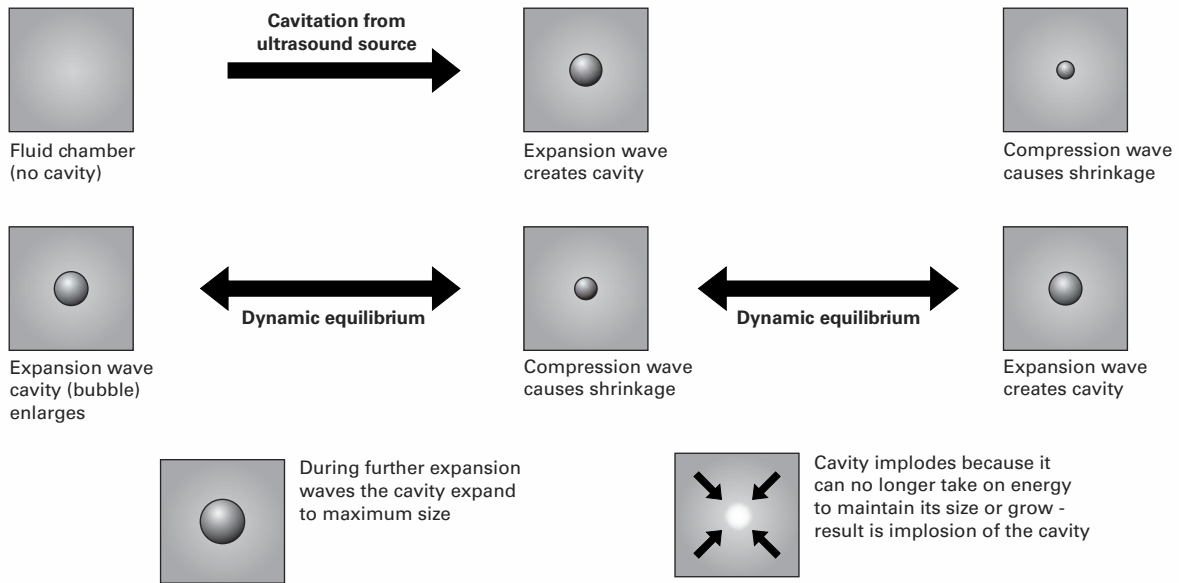 Cavitation from
ultrasound source
Fluid chamber
(no cavity)
Expansion wave
creates cavity
Compression wave
causes shrinkage
Dynamic equilibrium
Dynamic equilibrium
Expansion wave
cavity (bubble)
enlarges
Compression wave
causes shrinkage
Expansion wave
creates cavity
During further expansion
waves the cavity expand
to maximum size
Cavity implodes because it
can no longer take on energy
to maintain its size or grow -
result is implosion of the cavity